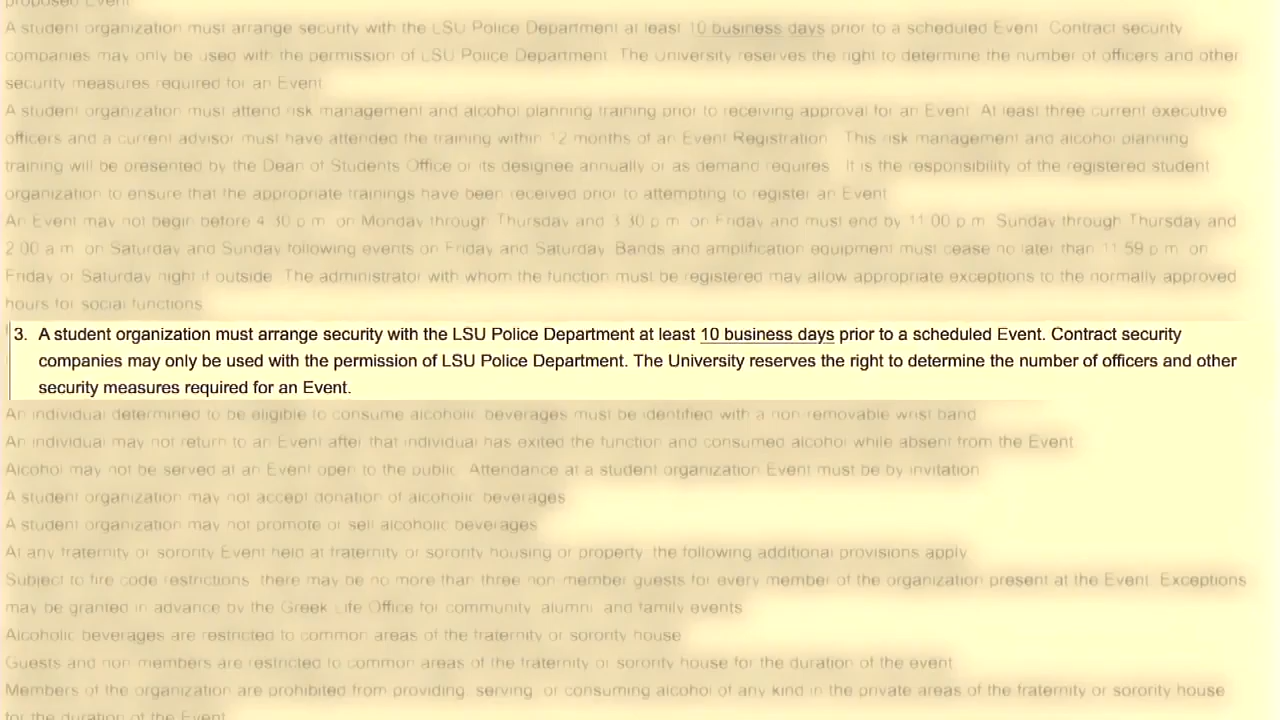 proposed Event
A student organization must arrange security with the LSU Police Department at least 10 business days prior to a scheduled Event. Contract security
companies may only be used with the permission of LSU Police Department. The University reserves the right to determine the number of officers and other
security measures required for an Event.
A student organization must attend risk management and alcohol planning training prior to receiving approval for an Event. At least three current executive
officers and a current advisor must have attended the training within 12 months of an Event Registration. This risk management and alcohol planning
training will be presented by the Dean of Students Office or its designee annually or as demand requires. It is the responsibility of the registered student
organization to ensure that the appropriate trainings have been received prior to attempting to register an Event
An Event may not begin before 4:30 p.m. on Monday through Thursday and 3:30 p.m. on Friday and must end by 11:00 p.m. Sunday through Thursday and
2:00 a.m. on Saturday and Sunday following events on Friday and Saturday. Bands and amplification equipment must cease no later than 11:59 p.m. on
Friday or Saturday night if outside. The administrator with whom the function must be registered may allow appropriate exceptions to the normally approved
hours for social functions
3. A student organization must arrange security with the LSU Police Department at least 10 business days prior to a scheduled Event. Contract security
companies may only be used with the permission of LSU Police Department. The University reserves the right to determine the number of officers and other
security measures required for an Event.
An individual determined to be eligible to consume alcoholic beverages must be identified with a non removable wrist band
An individual may not return to an Event after that individual has exited the function and consumed alcohol while absent from the Event
Alcohol may not be served at an Event open to the public. Attendance at a student organization Event must be by invitation
A student organization may not accept donation of alcoholic beverages
A student organization may not promote or sell alcoholic beverages
At any fraternity or sorority Event held at fraternity or sorority housing or property, the following additional provisions apply
Subject to fire code restrictions, there may be no more than three non member guests for every member of the organization present at the Event. Exceptions
may be granted in advance by the Greek Life Office for community, alumni, and family events
Alcoholic beverages are restricted to common areas of the fraternity or sorority house
Guests and non members are restricted to common areas of the fraternity or sorority house for the duration of the event
Members of the organization are prohibited from providing, serving, or consuming alcohol of any kind in the private areas of the fraternity or sorority house
for the duration of the Event